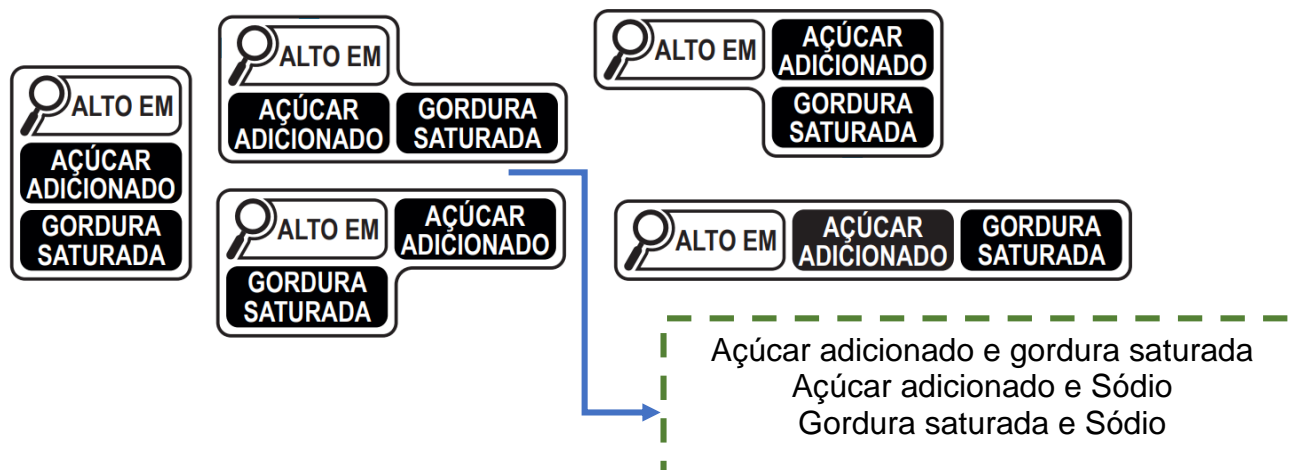 ALTO EM
AÇÚCAR
ADICIONADO
GORDURA
SATURADA
ALTO EM
AÇÚCAR
ADICIONADO
GORDURA
SATURADA
ALTO EM
AÇÚCAR
ADICIONADO
GORDURA
SATURADA
ALTO EM
AÇÚCAR
ADICIONADO
GORDURA
SATURADA
ALTO EM
AÇÚCAR
ADICIONADO
GORDURA
SATURADA
Açúcar adicionado e gordura saturada
Açúcar adicionado e Sódio
Gordura saturada e Sódio